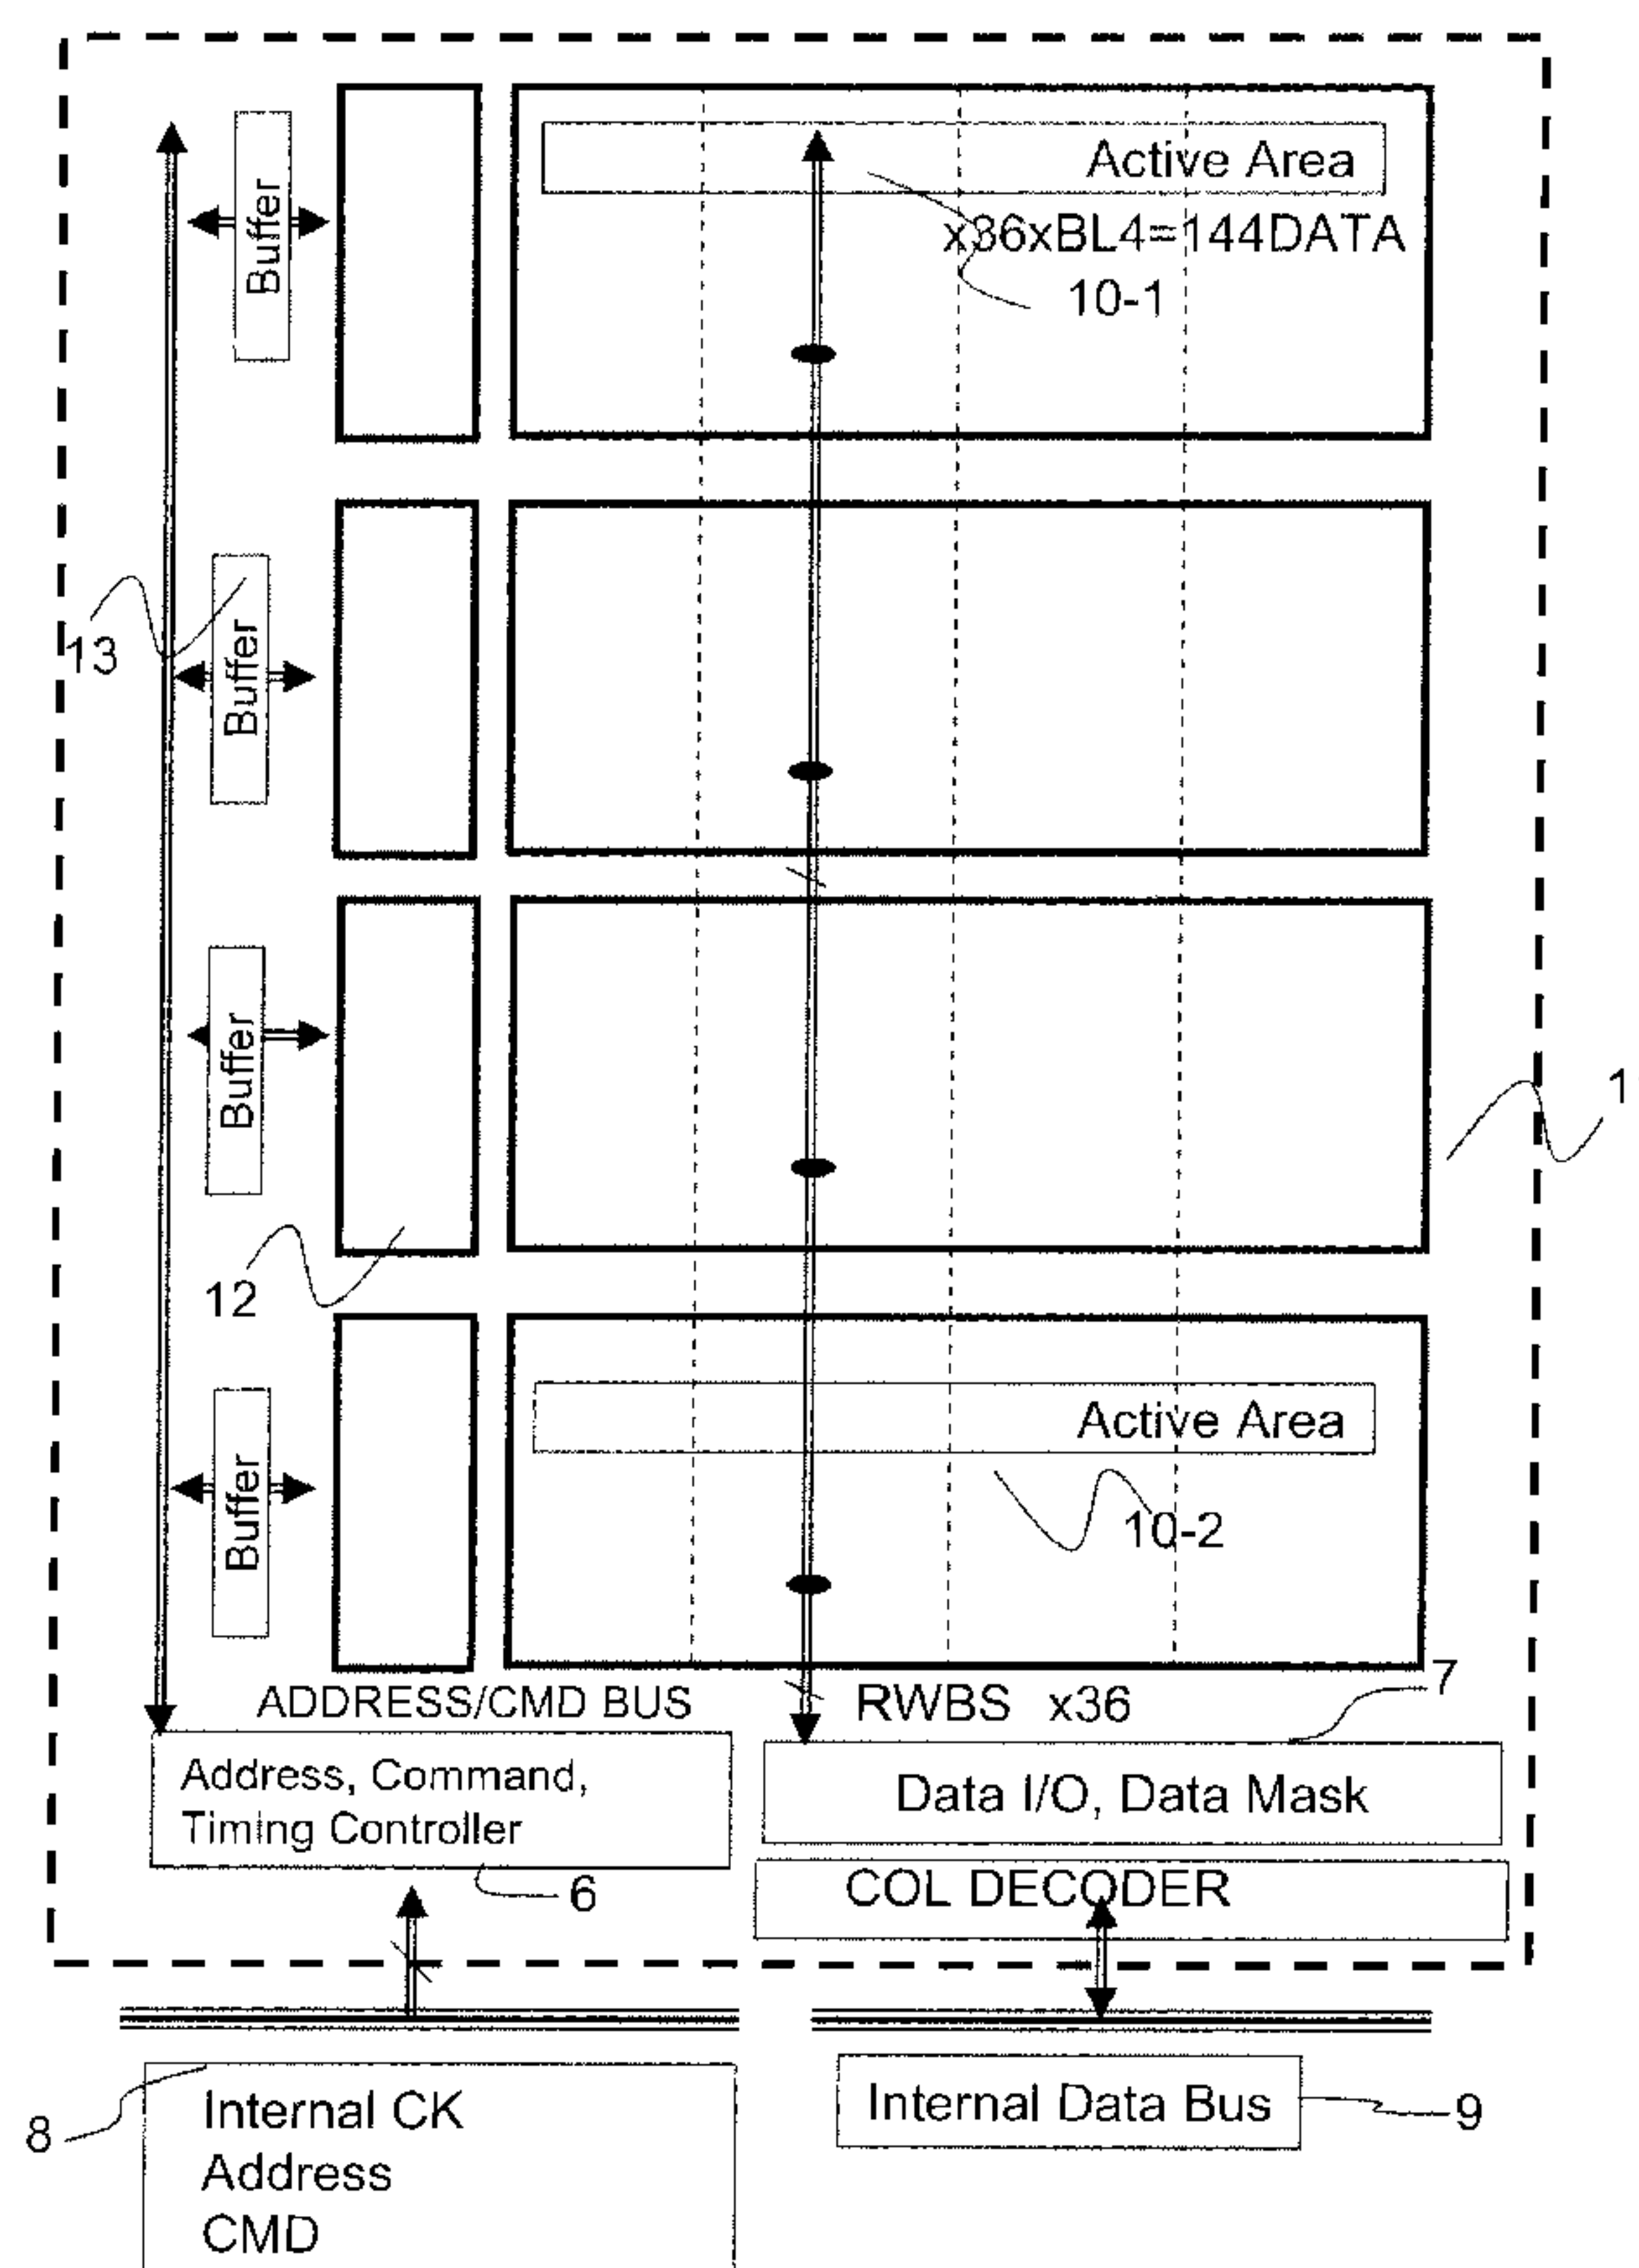 Buffer
Active Area
x36xBL4=144DATA
10-1
Buffer
13
Buffer
1
12
Buffer
Active Area
10-2
ADDRESS/CMD BUS
RWBS x36
7
Address, Command,
Timing Controller
Data I/O, Data Mask
6
COL DECODER
8
Internal CK
Address
CMD
Internal Data Bus
9